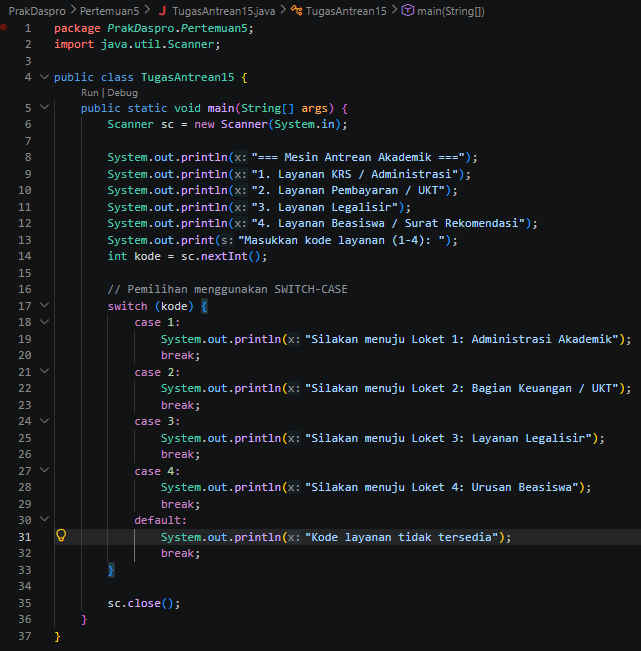 PrakDaspro > Pertemuan5 > J TugasAntrean15.java > TugasAntrean15 > main(String[])
1 package PrakDaspro.Pertemuan5;
2 import java.util.Scanner;
3
4 public class TugasAntrean15 {
Run | Debug
5 public static void main(String[] args) {
6 Scanner sc = new Scanner(System.in);
7
8 System.out.println(x: "=== Mesin Antrean Akademik ===");
9 System.out.println(x: "1. Layanan KRS / Administrasi");
10 System.out.println(x: "2. Layanan Pembayaran / UKT");
11 System.out.println(x: "3. Layanan Legalisir");
12 System.out.println(x: "4. Layanan Beasiswa / Surat Rekomendasi");
13 System.out.print(s: "Masukkan kode layanan (1-4): ");
14 int kode = sc.nextInt();
15
16 // Pemilihan menggunakan SWITCH-CASE
17 switch (kode) {
18 case 1:
19 System.out.println(x: "Silakan menuju Loket 1: Administrasi Akademik");
20 break;
21 case 2:
22 System.out.println(x: "Silakan menuju Loket 2: Bagian Keuangan / UKT");
23 break;
24 case 3:
25 System.out.println(x: "Silakan menuju Loket 3: Layanan Legalisir");
26 break;
27 case 4:
28 System.out.println(x: "Silakan menuju Loket 4: Urusan Beasiswa");
29 break;
30 default:
31 System.out.println(x: "Kode layanan tidak tersedia");
32 break;
33 }
34
35 sc.close();
36 }
37 }